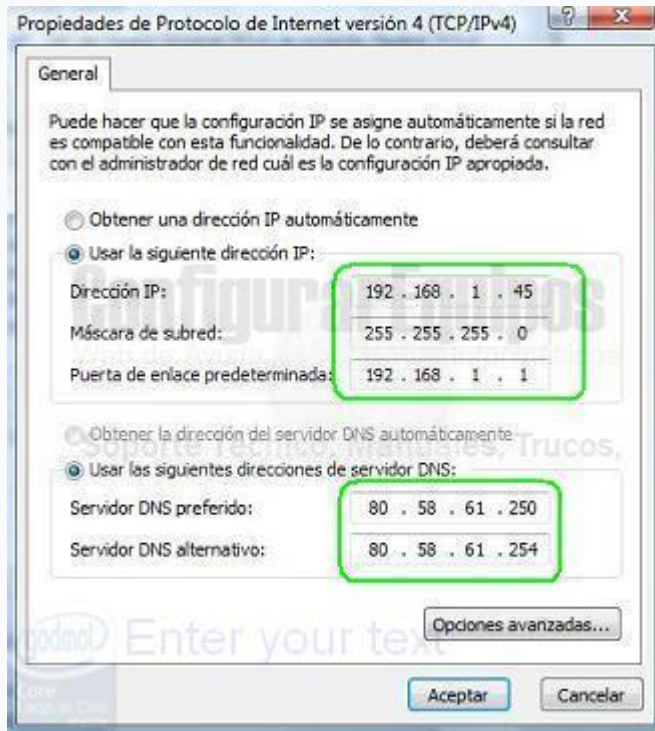 Propiedades de Protocolo de Internet versión 4 (TCP/IPv4)
General
Puede hacer que la configuración IP se asigne automáticamente si la red
es compatible con esta funcionalidad. De lo contrario, deberá consultar
con el administrador de red cuál es la configuración IP apropiada.
Obtener una dirección IP automáticamente
Usar la siguiente dirección IP:
Configurar Equipos
Dirección IP: 192 . 168 . 1 . 45
Máscara de subred: 255 . 255 . 255 . 0
Puerta de enlace predeterminada: 192 . 168 . 1 . 1
Obtener la dirección del servidor DNS automáticamente
Soporte Técnico, Manuales, Trucos,
Usar las siguientes direcciones de servidor DNS:
Servidor DNS preferido: 80 . 58 . 61 . 250
Servidor DNS alternativo: 80 . 58 . 61 . 254
Opciones avanzadas...
godmol Enter your text
Core
Aceptar Cancelar